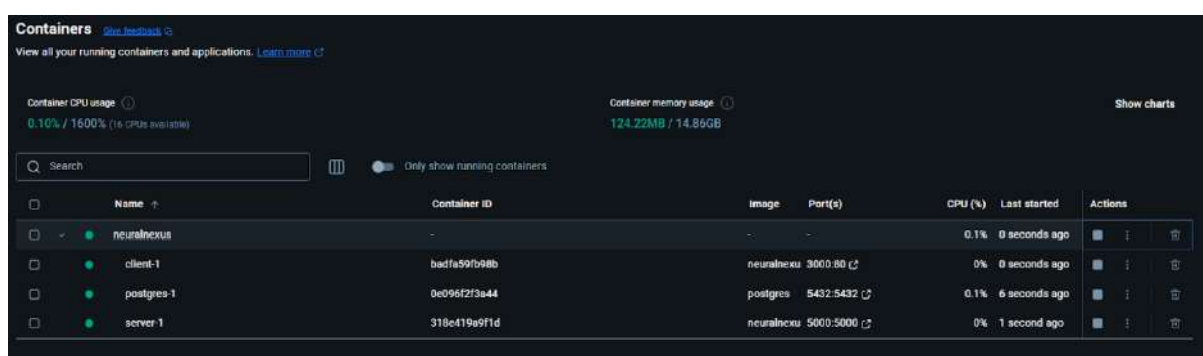 Containers Give feedback
View all your running containers and applications. Learn more
Container CPU usage
0.10% / 1600% (16 CPUs available)
Container memory usage
124.22MB / 14.86GB
Show charts
Search
Only show running containers
Name Container ID Image Port(s) CPU (%) Last started Actions
neuralnexus - - - 0.1% 0 seconds ago
client-1 badfa59fb98b neuralnexu 3000:80 0% 0 seconds ago
postgres-1 0e096f2f3a44 postgres 5432:5432 0.1% 6 seconds ago
server-1 318e419a9f1d neuralnexu 5000:5000 0% 1 second ago